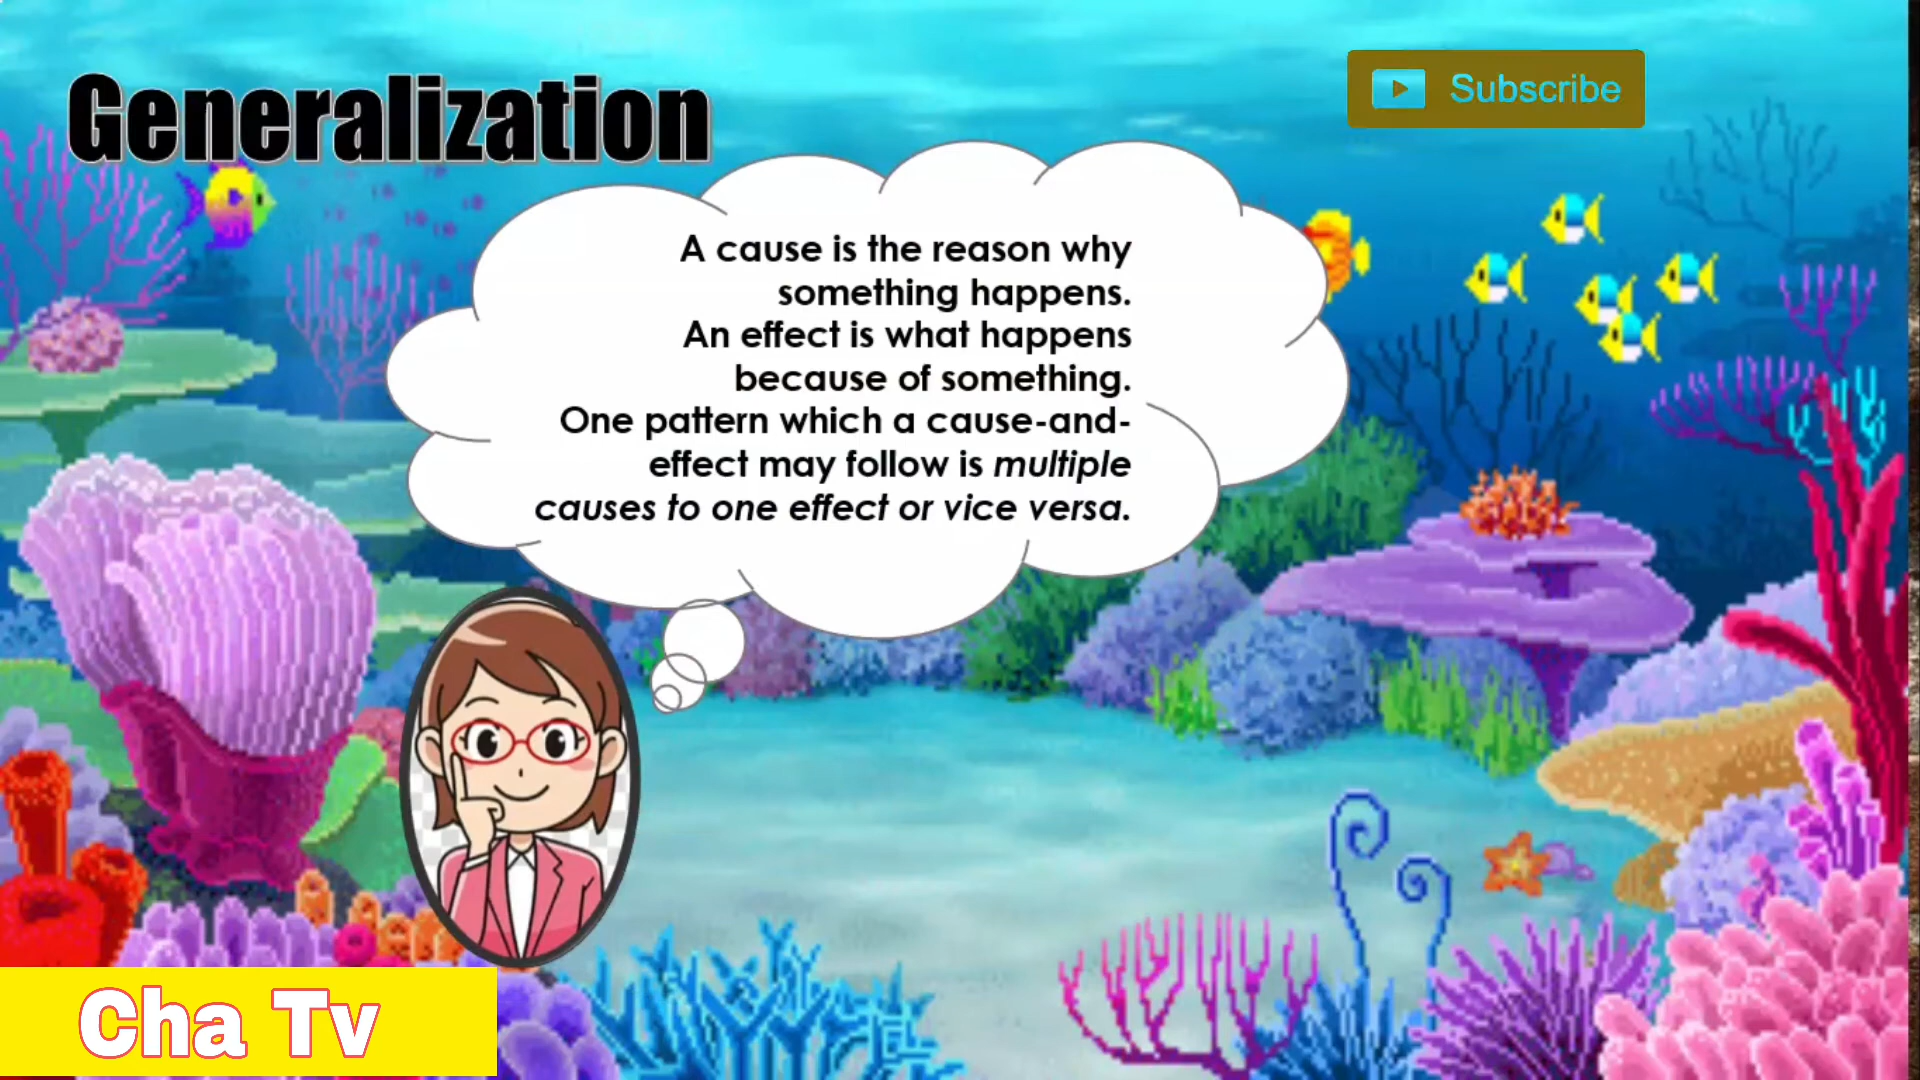 Generalization
Subscribe
A cause is the reason why
something happens.
An effect is what happens
because of something.
One pattern which a cause-and-
effect may follow is multiple
causes to one effect or vice versa.
Cha Tv